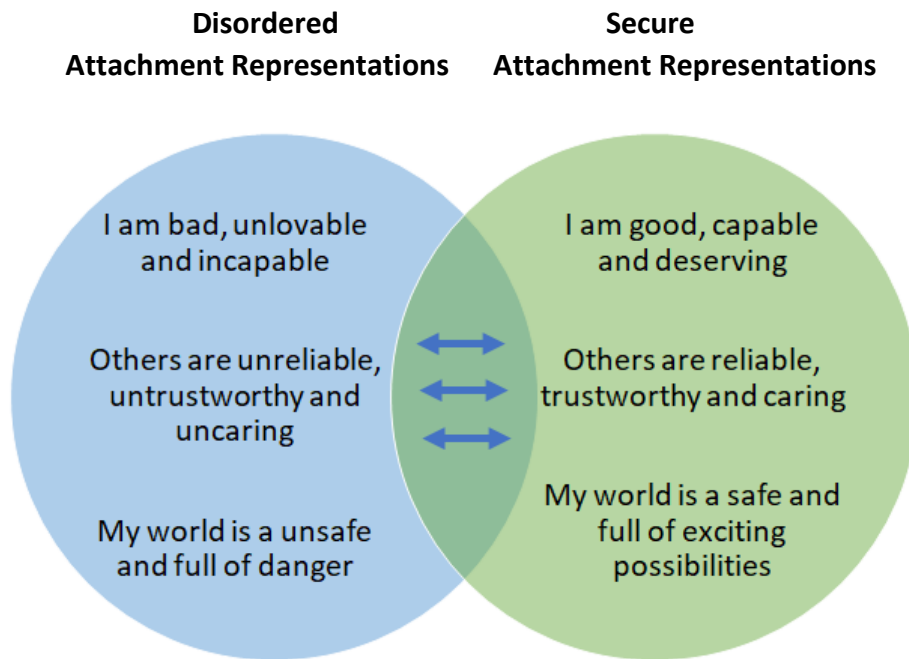 Disordered
Attachment Representations
Secure
Attachment Representations
I am bad, unlovable
and incapable
Others are unreliable,
untrustworthy and
uncaring
My world is a unsafe
and full of danger
I am good, capable
and deserving
Others are reliable,
trustworthy and caring
My world is a safe and
full of exciting
possibilities